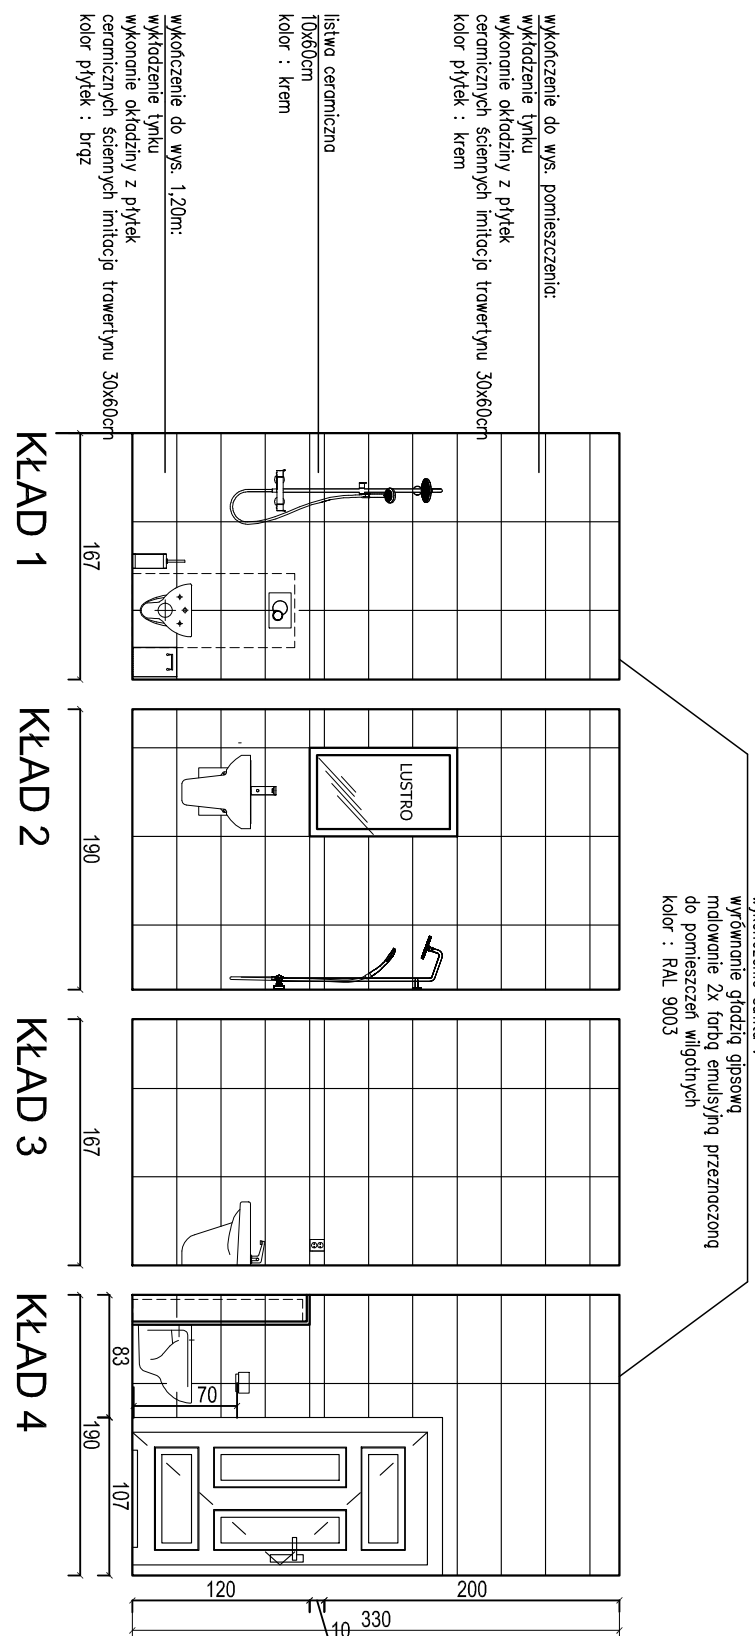 wykończenie do wys. pomieszczenia:
wykładzenie tynku
wykonanie okładziny z płytek
ceramicznych ściennych imitacja trawertynu 30x60cm
kolor płytek : krem
listwa ceramiczna
10x60cm
kolor : krem
wykończenie do wys. 1,20m:
wykładzenie tynku
wykonanie okładziny z płytek
ceramicznych ściennych imitacja trawertynu 30x60cm
kolor płytek : brąz
wyrównanie gładzią gipsową
malowanie 2x farbą emulsyjną przeznaczoną
do pomieszczeń wilgotnych
kolor : RAL 9003
167
KŁAD 1
LUSTRO
190
KŁAD 2
167
KŁAD 3
70
83
107
190
KŁAD 4
120
10
200
330